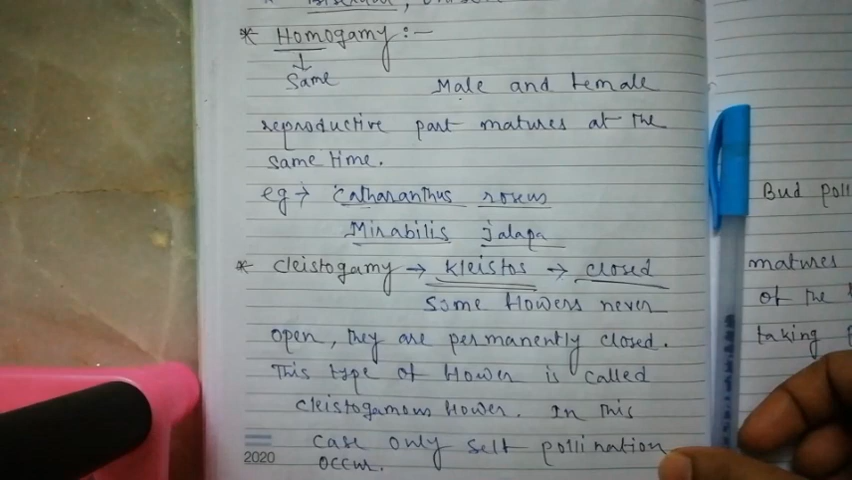 * Homogamy :-
↓
Same Male and female
reproductive part matures at the
same time.
eg → Catharanthus roseus
Mirabilis jalapa
* Cleistogamy → Kleistos → closed
Some flowers never
open, they are permanently closed.
This type of flower is called
cleistogamous flower. In this
case only self pollination
occur.
2020
Bud poll
matures
of the
taking